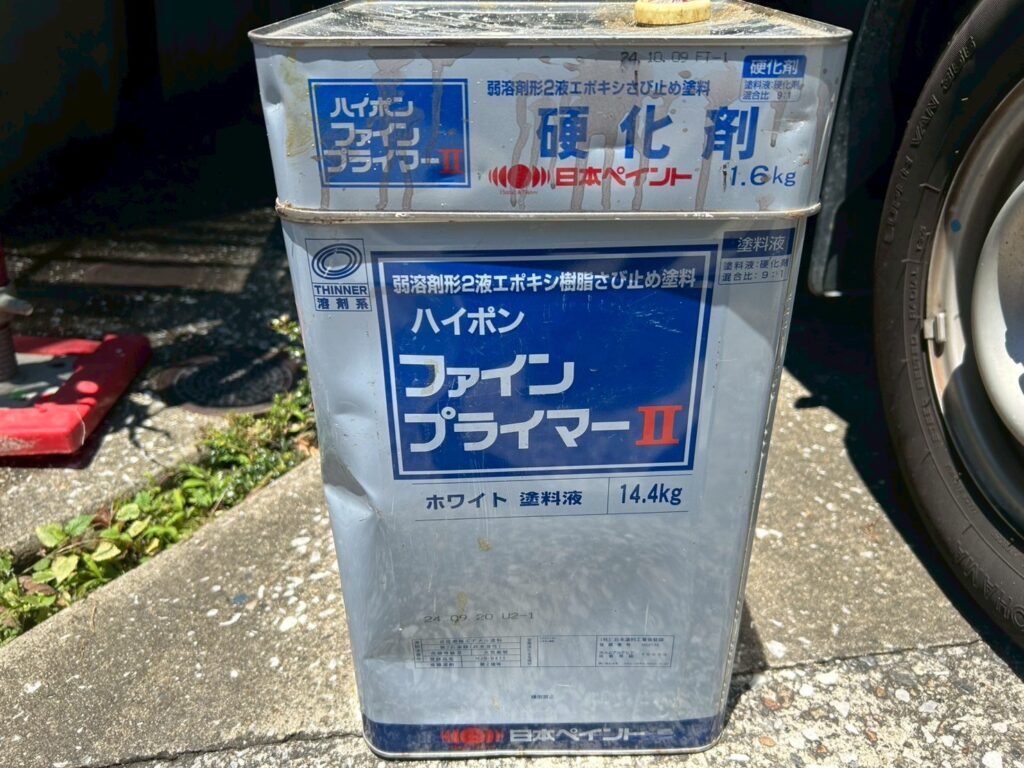 24.10.09 FT-1
硬化剤
塗料液:硬化剤
混合比 9:1
ハイポン
ファイン
プライマーII
弱溶剤形2液エポキシさび止め塗料
硬化剤
日本ペイント
1.6kg
THINNER
溶剤系
塗料液
塗料液:硬化剤
混合比:9:1
弱溶剤形2液エポキシ樹脂さび止め塗料
ハイポン
ファイン
プライマーII
ホワイト 塗料液
14.4kg
24 09 20 U2-1
日本ペイント